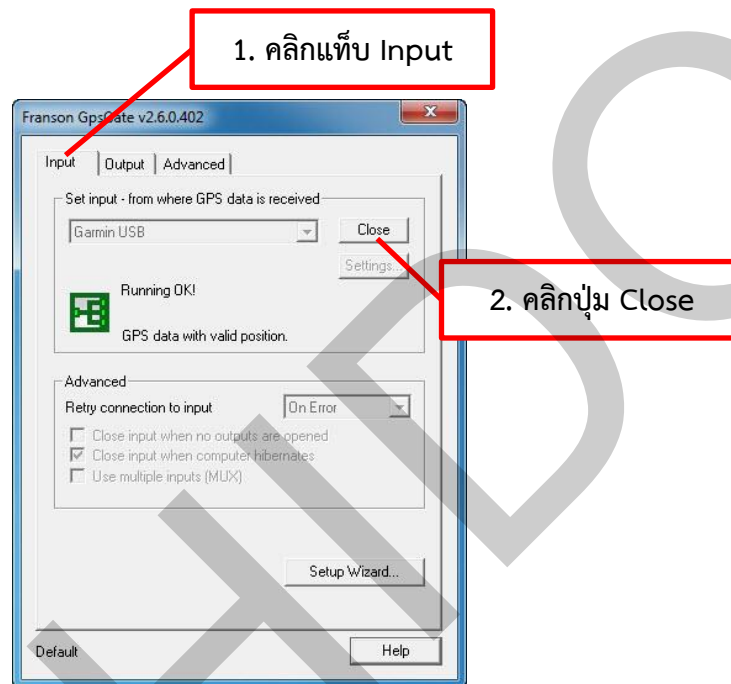 1. คลิกแท็บ Input
Franson GpsGate v2.6.0.402
Input Output Advanced
Set input - from where GPS data is received
Garmin USB Close
Settings...
Running OK!
2. คลิกปุ่ม Close
GPS data with valid position.
Advanced
Retry connection to input On Error
Close input when no outputs are opened
Close input when computer hibernates
Use multiple inputs (MUX)
Setup Wizard...
Default Help